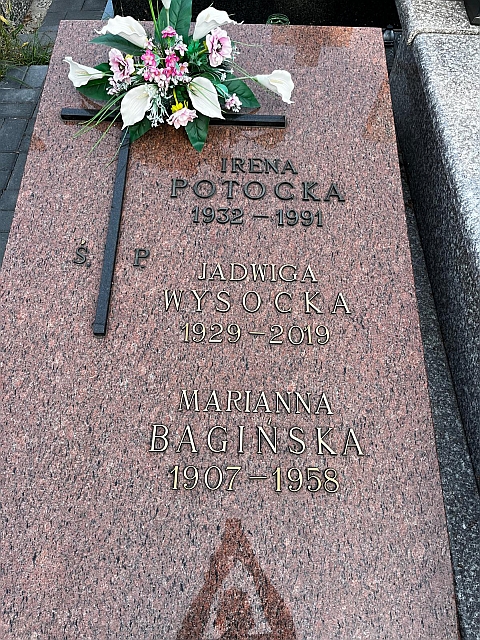 IRENA
POTOCKA
1932 – 1991
Ś. P
JADWIGA
WYSOCKA
1929 – 2019
MARIANNA
BAGIŃSKA
1907 – 1958